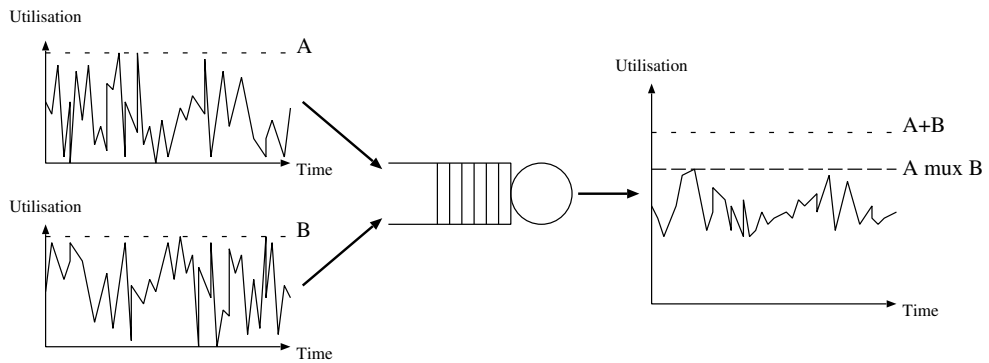 Utilisation
A
Time
Utilisation
B
Time
Utilisation
A+B
A mux B
Time